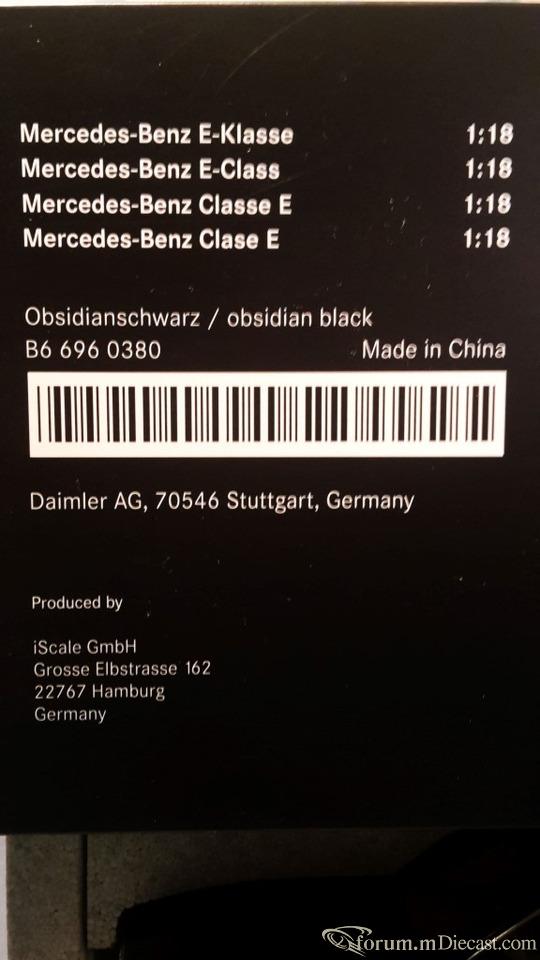 Mercedes-Benz E-Klasse 1:18
Mercedes-Benz E-Class 1:18
Mercedes-Benz Classe E 1:18
Mercedes-Benz Clase E 1:18
Obsidianschwarz / obsidian black
B6 696 0380 Made in China
Daimler AG, 70546 Stuttgart, Germany
Produced by
iScale GmbH
Grosse Elbstrasse 162
22767 Hamburg
Germany
forum.mDiecast.com